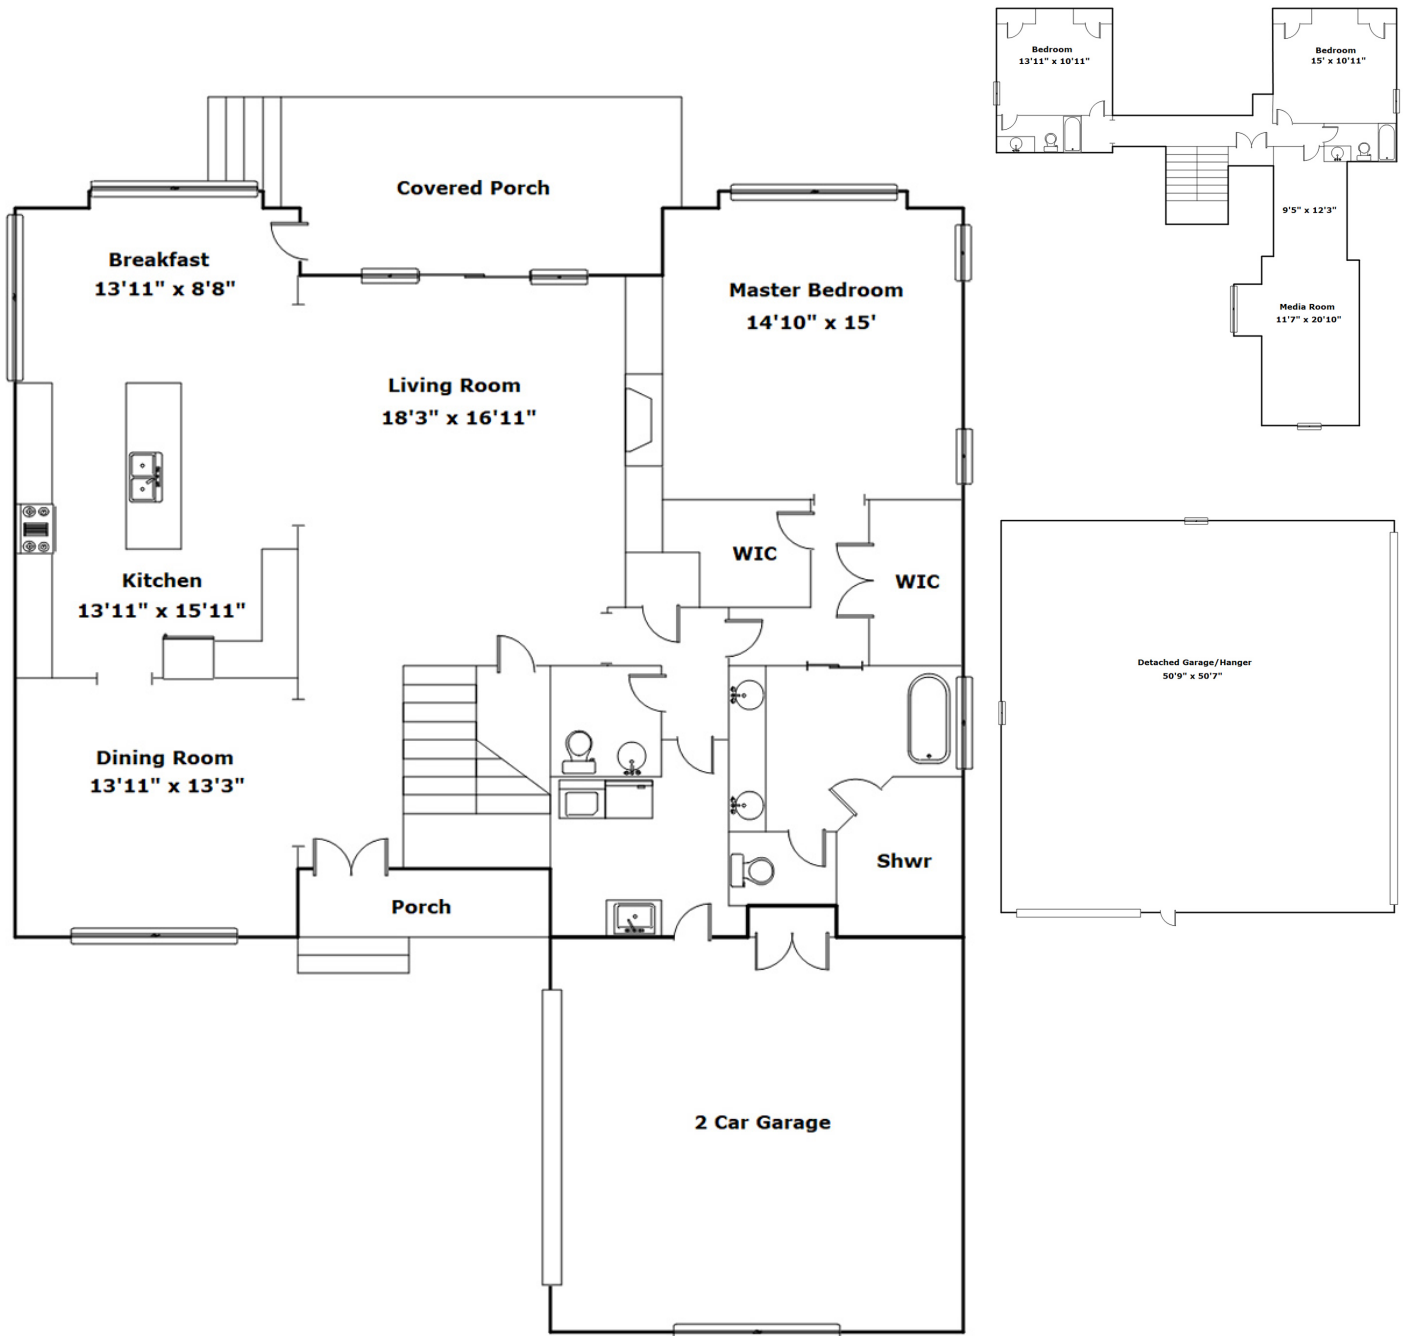 Covered Porch
Breakfast
13'11" x 8'8"
Master Bedroom
14'10" x 15'
Living Room
18'3" x 16'11"
WIC
WIC
Kitchen
13'11" x 15'11"
Dining Room
13'11" x 13'3"
Shwr
Porch
2 Car Garage
Bedroom
13'11" x 10'11"
Bedroom
15' x 10'11"
9'5" x 12'3"
Media Room
11'7" x 20'10"
Detached Garage/Hanger
50'9" x 50'7"